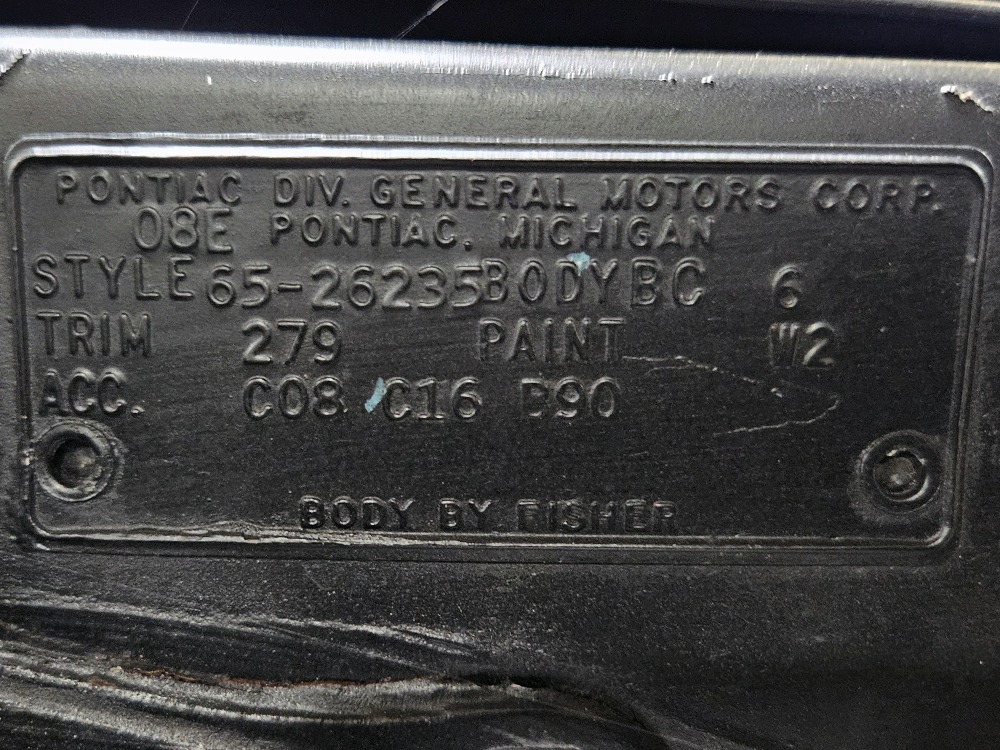 PONTIAC DIV. GENERAL MOTORS CORP.
08E PONTIAC, MICHIGAN
STYLE 65-26235 BODY BC 6
TRIM 279 PAINT W2
ACC. C08 C16 B90
BODY BY FISHER